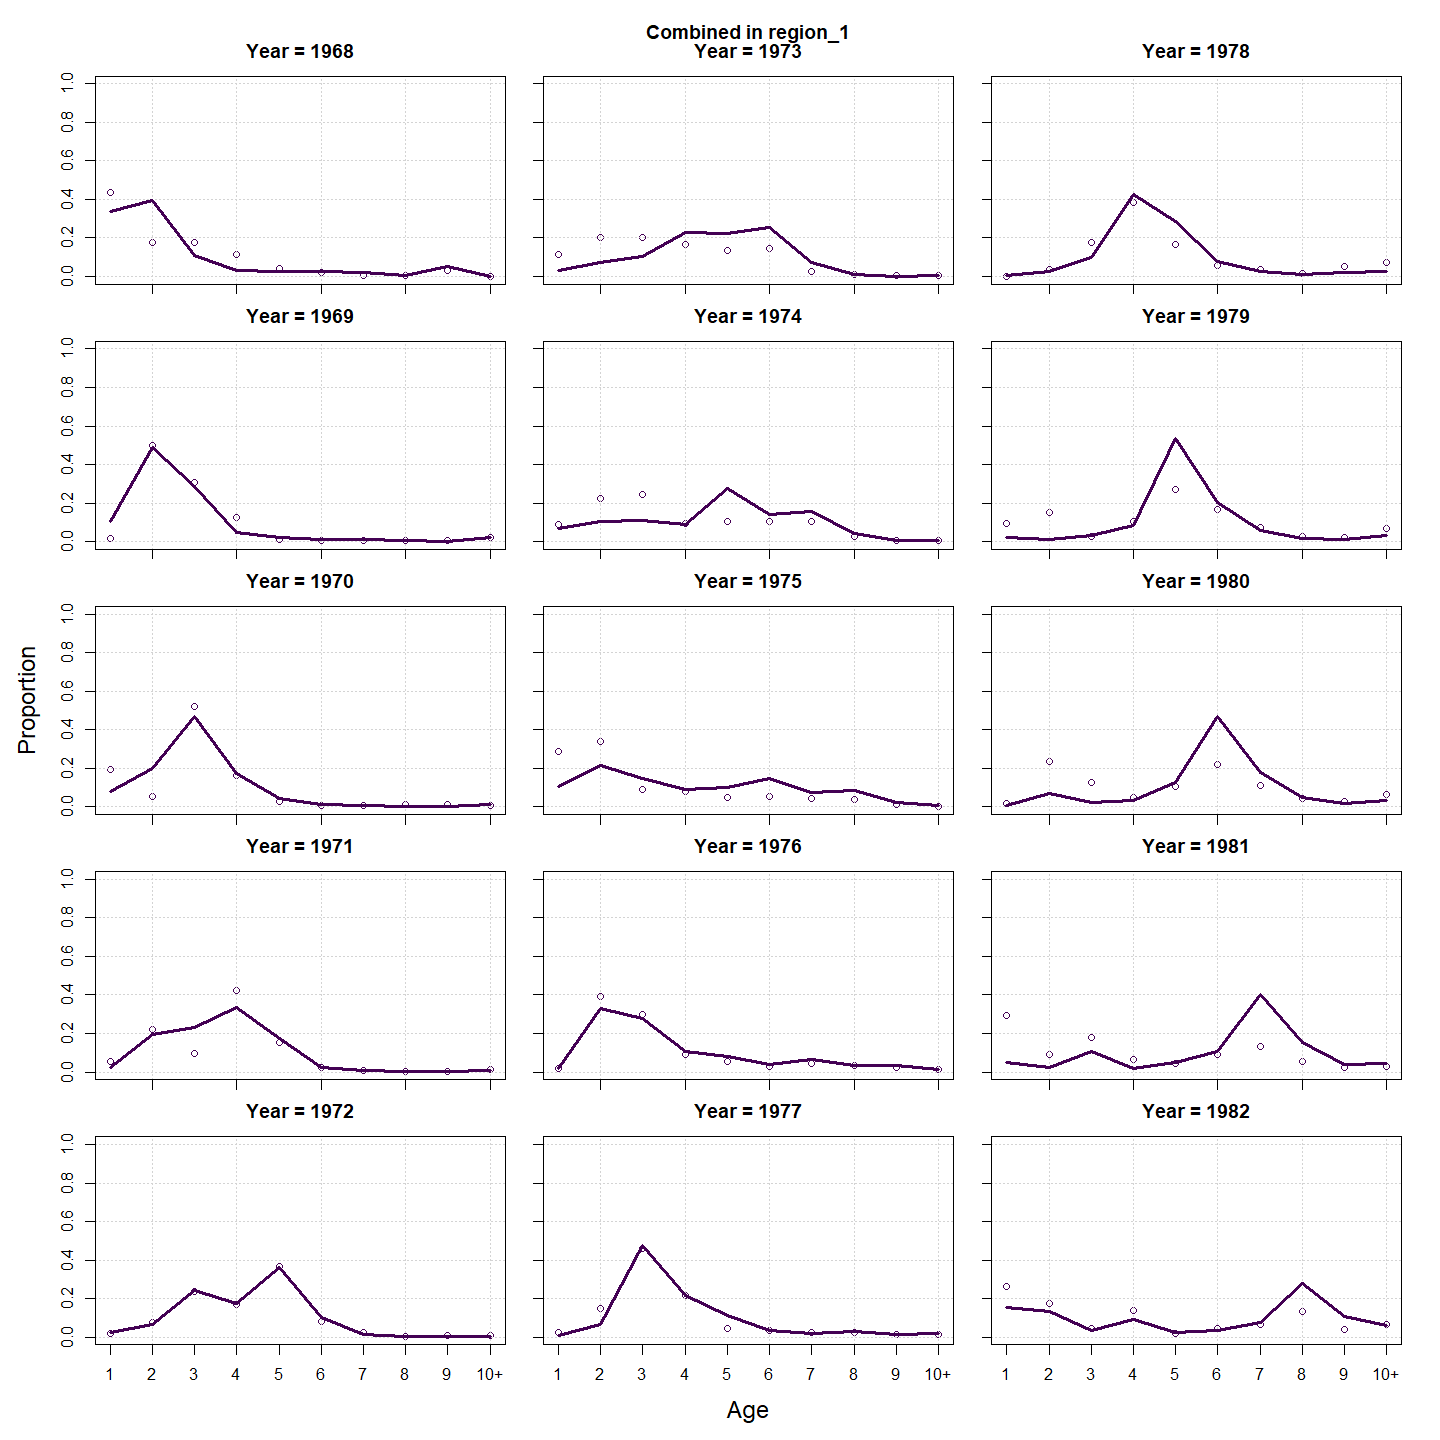 Combined in region_1
Year = 1968
Year = 1973
Year = 1978
0.0 0.2 0.4 0.6 0.8 1.0
Year = 1969
Year = 1974
Year = 1979
0.0 0.2 0.4 0.6 0.8 1.0
Year = 1970
Year = 1975
Year = 1980
0.0 0.2 0.4 0.6 0.8 1.0
Proportion
Year = 1971
Year = 1976
Year = 1981
0.0 0.2 0.4 0.6 0.8 1.0
Year = 1972
Year = 1977
Year = 1982
0.0 0.2 0.4 0.6 0.8 1.0
1 2 3 4 5 6 7 8 9 10+
1 2 3 4 5 6 7 8 9 10+
1 2 3 4 5 6 7 8 9 10+
Age